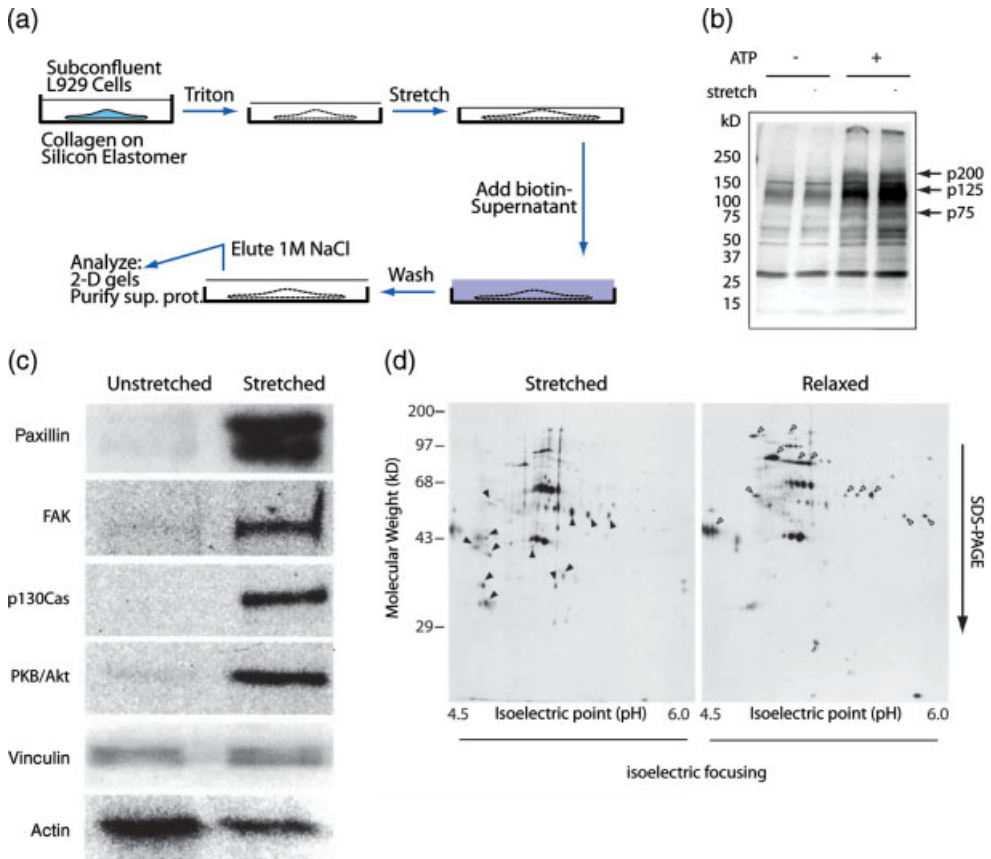 (a)
Subconfluent
L929 Cells
Triton
Stretch
Collagen on
Silicon Elastomer
Add biotin-
Supernatant
Wash
Elute 1M NaCl
Analyze:
2-D gels
Purify sup. prot.
(b)
ATP - +
stretch - -
kD
250
150
100
75
50
37
25
15
p200
p125
p75
(c)
Unstretched Stretched
Paxillin
FAK
p130Cas
PKB/Akt
Vinculin
Actin
(d)
Stretched Relaxed
Molecular Weight (kD)
200
97
68
43
29
SDS-PAGE
4.5 Isoelectric point (pH) 6.0
4.5 Isoelectric point (pH) 6.0
isoelectric focusing